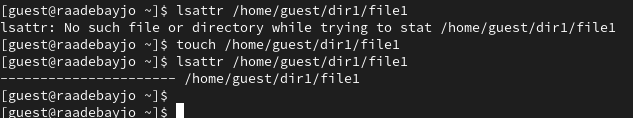 [guest@raadebayjo ~]$ lsattr /home/guest/dir1/file1
lsattr: No such file or directory while trying to stat /home/guest/dir1/file1
[guest@raadebayjo ~]$ touch /home/guest/dir1/file1
[guest@raadebayjo ~]$ lsattr /home/guest/dir1/file1
---------------------- /home/guest/dir1/file1
[guest@raadebayjo ~]$
[guest@raadebayjo ~]$